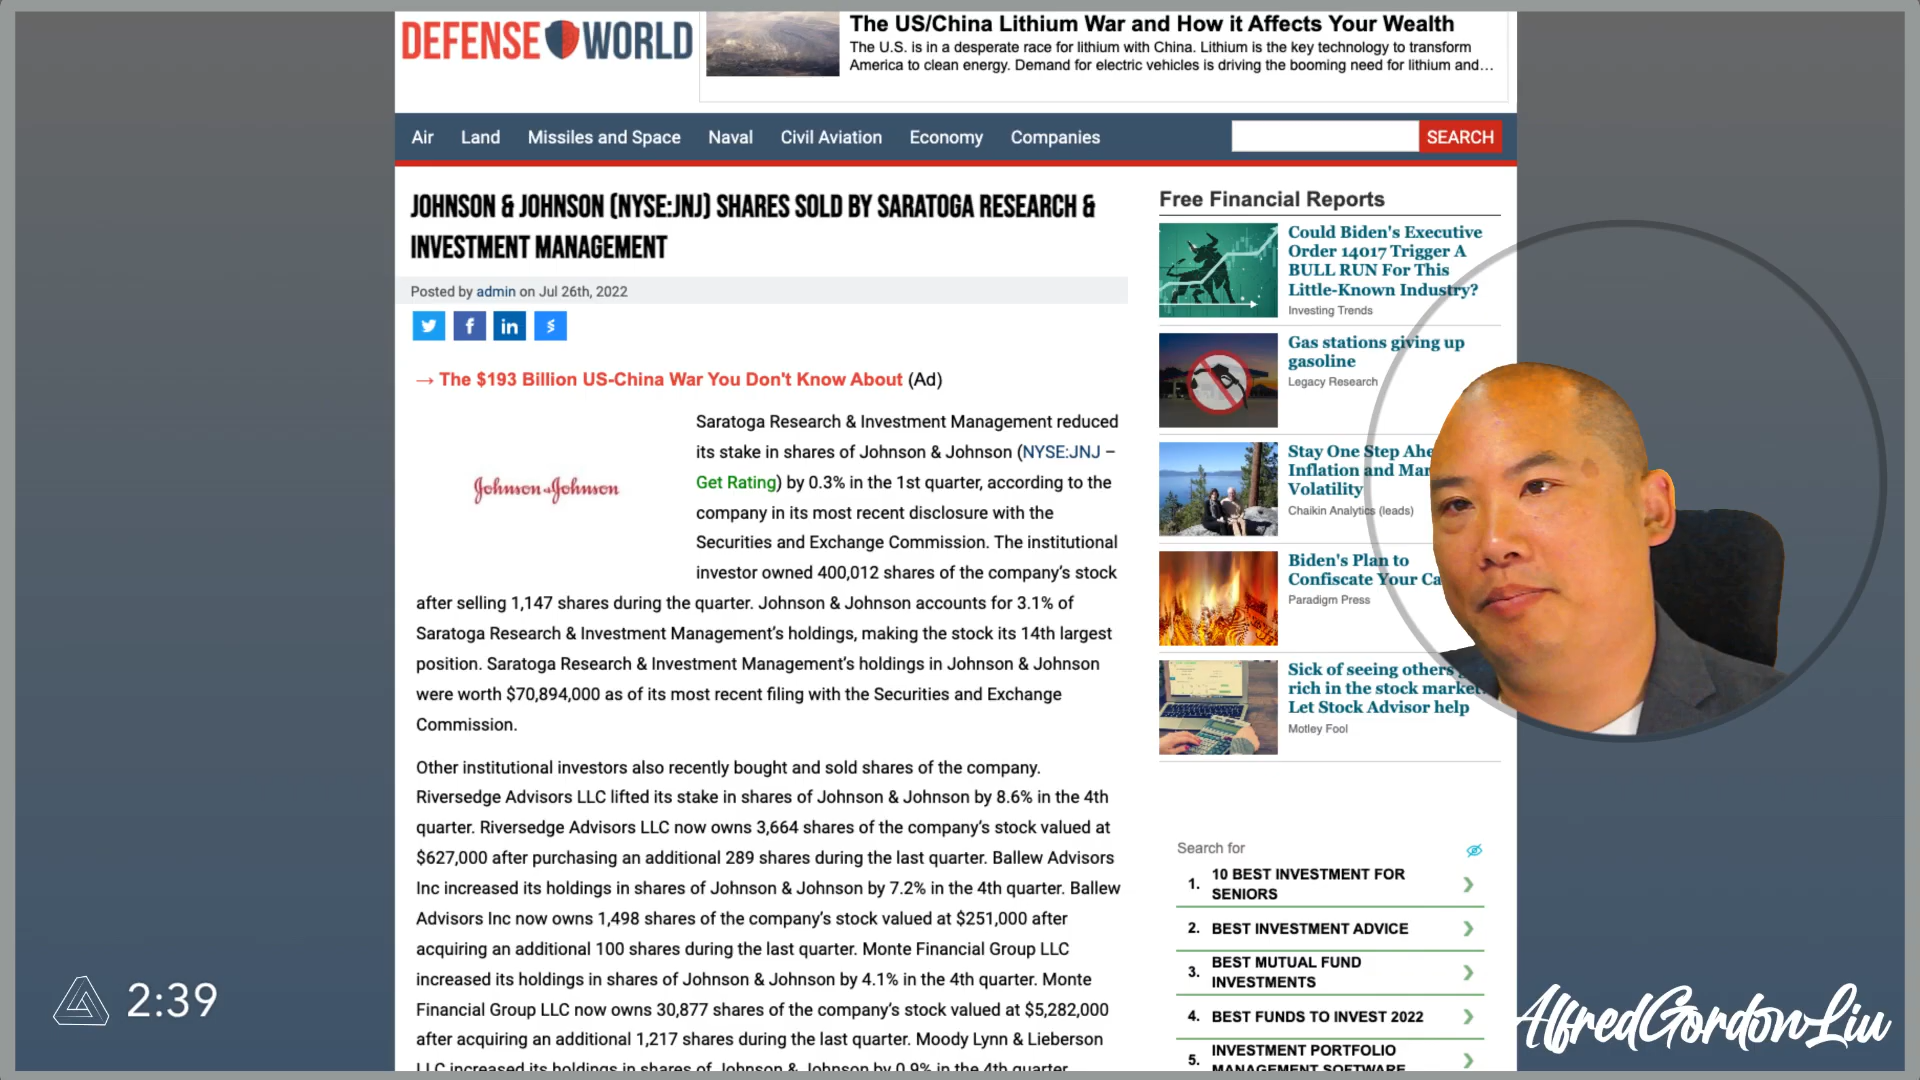 DEFENSE WORLD
The US/China Lithium War and How it Affects Your Wealth
The U.S. is in a desperate race for lithium with China. Lithium is the key technology to transform
America to clean energy. Demand for electric vehicles is driving the booming need for lithium and...
Air Land Missiles and Space Naval Civil Aviation Economy Companies SEARCH
JOHNSON & JOHNSON (NYSE:JNJ) SHARES SOLD BY SARATOGA RESEARCH &
INVESTMENT MANAGEMENT
Posted by admin on Jul 26th, 2022
→ The $193 Billion US-China War You Don't Know About (Ad)
Johnson & Johnson
Saratoga Research & Investment Management reduced
its stake in shares of Johnson & Johnson (NYSE:JNJ –
Get Rating) by 0.3% in the 1st quarter, according to the
company in its most recent disclosure with the
Securities and Exchange Commission. The institutional
investor owned 400,012 shares of the company's stock
after selling 1,147 shares during the quarter. Johnson & Johnson accounts for 3.1% of
Saratoga Research & Investment Management's holdings, making the stock its 14th largest
position. Saratoga Research & Investment Management's holdings in Johnson & Johnson
were worth $70,894,000 as of its most recent filing with the Securities and Exchange
Commission.
Other institutional investors also recently bought and sold shares of the company.
Riversedge Advisors LLC lifted its stake in shares of Johnson & Johnson by 8.6% in the 4th
quarter. Riversedge Advisors LLC now owns 3,664 shares of the company's stock valued at
$627,000 after purchasing an additional 289 shares during the last quarter. Ballew Advisors
Inc increased its holdings in shares of Johnson & Johnson by 7.2% in the 4th quarter. Ballew
Advisors Inc now owns 1,498 shares of the company's stock valued at $251,000 after
acquiring an additional 100 shares during the last quarter. Monte Financial Group LLC
increased its holdings in shares of Johnson & Johnson by 4.1% in the 4th quarter. Monte
Financial Group LLC now owns 30,877 shares of the company's stock valued at $5,282,000
after acquiring an additional 1,217 shares during the last quarter. Moody Lynn & Lieberson
LLC increased its holdings in shares of Johnson & Johnson by 0.9% in the 4th quarter.
Free Financial Reports
Could Biden's Executive
Order 14017 Trigger A
BULL RUN For This
Little-Known Industry?
Investing Trends
Gas stations giving up
gasoline
Legacy Research
Stay One Step
Inflation and
Volatility
Chaikin Analytics (leads)
Biden's Plan to
Confiscate Your
Paradigm Press
Sick of seeing others
rich in the stock market
Let Stock Advisor help
Motley Fool
Search for
1. 10 BEST INVESTMENT FOR
SENIORS
2. BEST INVESTMENT ADVICE
3. BEST MUTUAL FUND
INVESTMENTS
4. BEST FUNDS TO INVEST 2022
5. INVESTMENT PORTFOLIO
MANAGEMENT SOFTWARE
2:39
AlfredGordonLiu